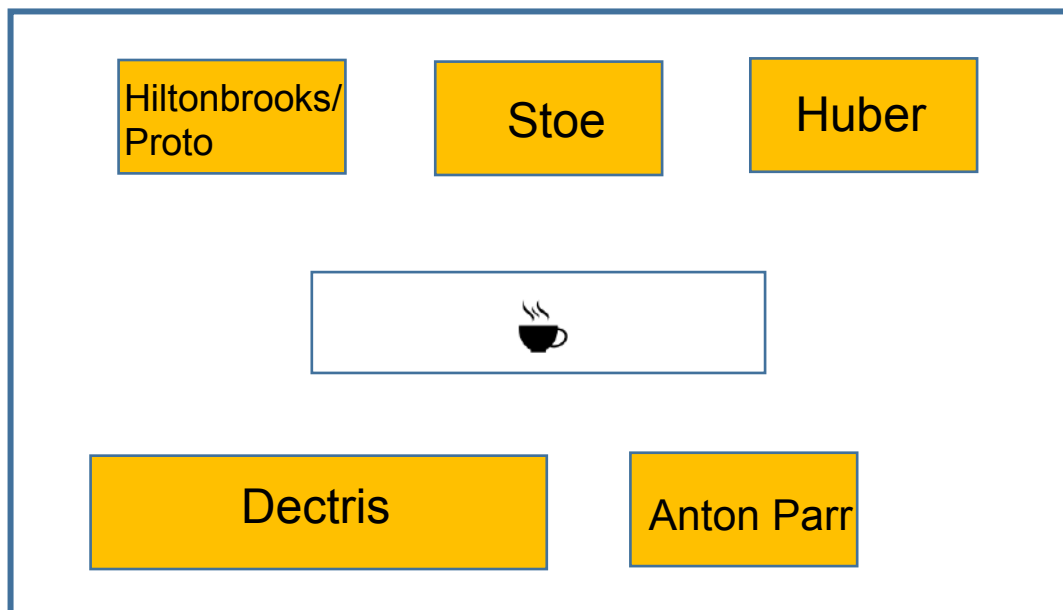 Hiltonbrooks/
Proto
Stoe
Huber
Dectris
Anton Parr